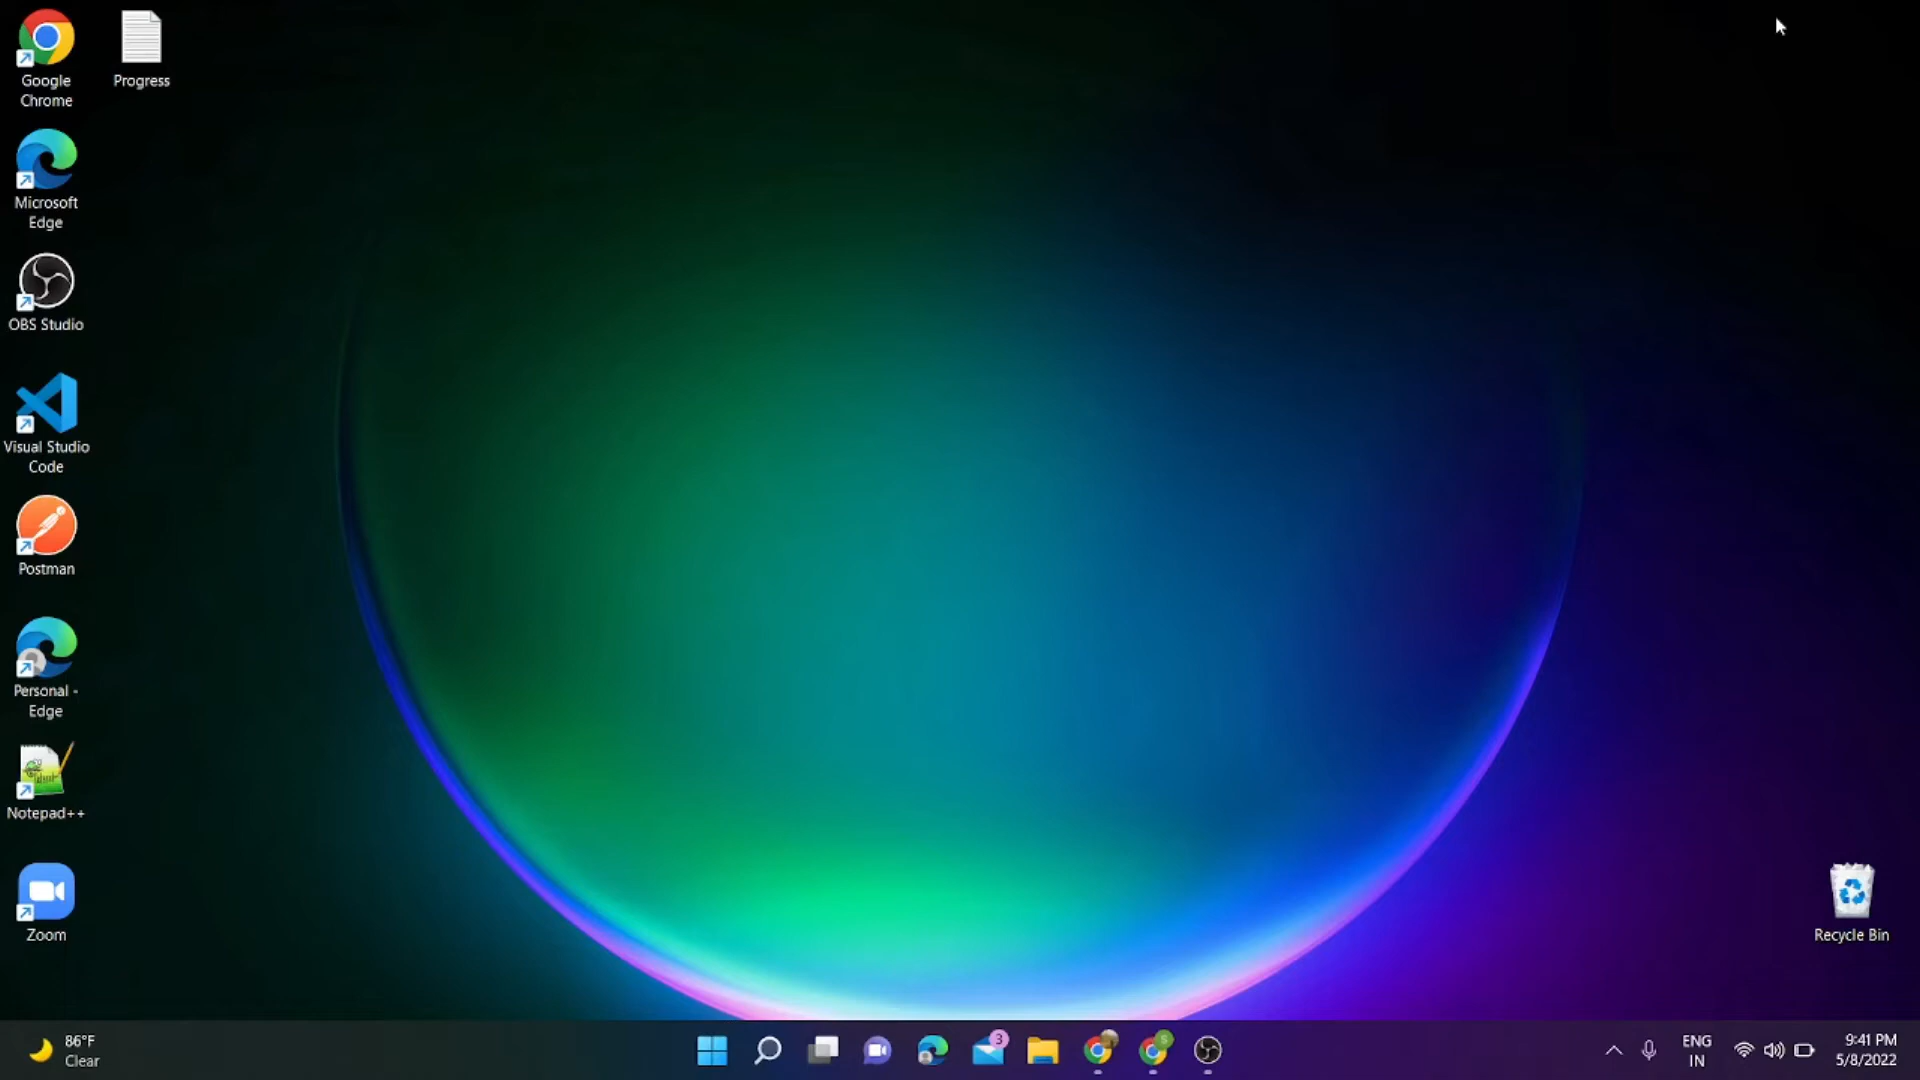 Google
Chrome
Progress
Microsoft
Edge
OBS Studio
Visual Studio
Code
Postman
Personal -
Edge
Notepad++
Zoom
Recycle Bin
86°F
Clear
3
S
ENG
IN
9:41 PM
5/8/2022